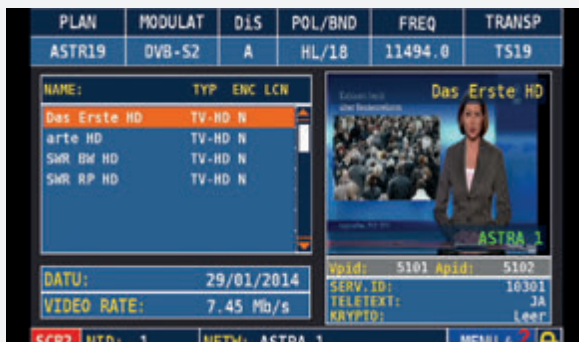 PLAN MODULAT DiS POL/BND FREQ TRANSP
ASTR19 DVB-S2 A HL/18 11494.0 TS19
NAME: TYP ENC LCN
Das Erste HD TV-HD N
arte HD TV-HD N
SWR BW HD TV-HD N
SWR RP HD TV-HD N
Das Erste HD
ASTRA 1
DATU: 29/01/2014
VIDEO RATE: 7.45 Mb/s
Vpid: 5101 Apid: 5102
SERV.ID: 10301
TELETEXT: JA
KRYPTO: Leer
SCR2 NID: 1 NETW: ASTRA 1 MENU 4 ?